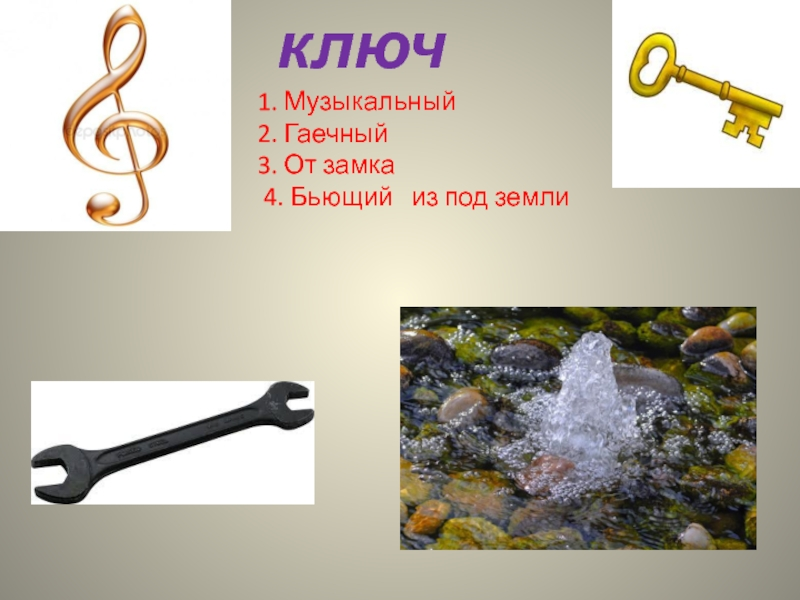 ключ
1. Музыкальный
2. Гаечный
3. От замка
4. Бьющий из под земли